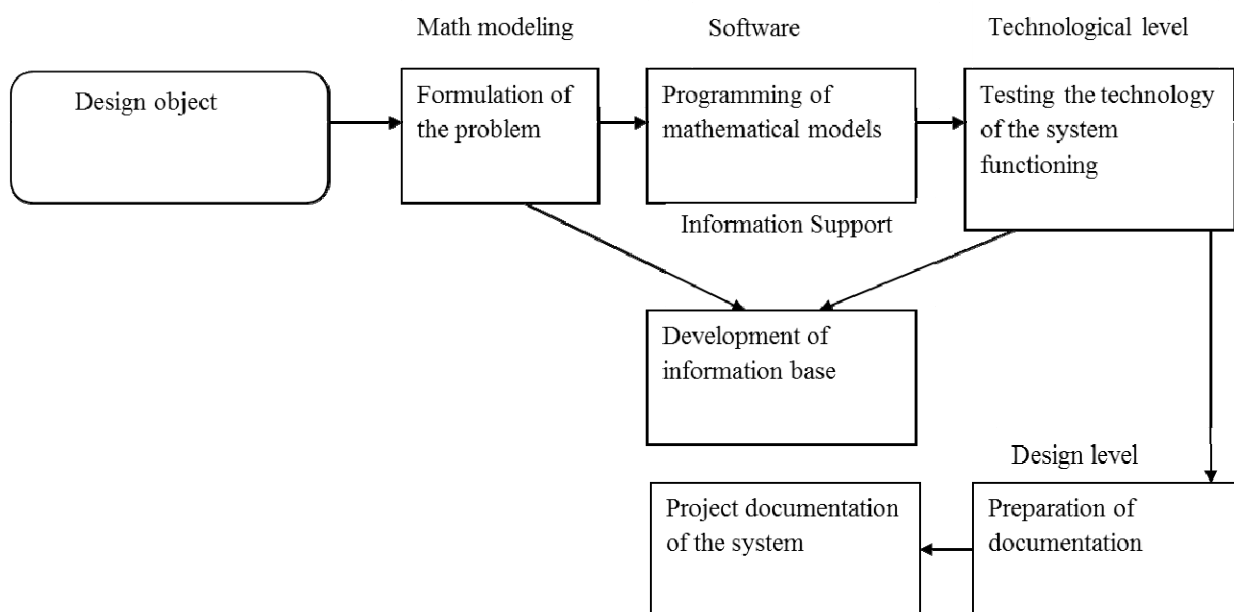 Math modeling
Software
Technological level
Design object
Formulation of
the problem
Programming of
mathematical models
Testing the technology
of the system
functioning
Information Support
Development of
information base
Design level
Project documentation
of the system
Preparation of
documentation